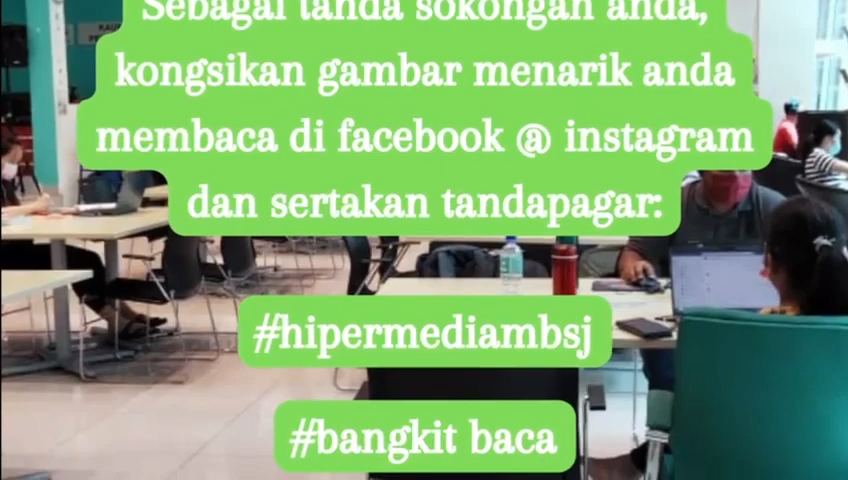 Sebagai tanda sokongan anda,
kongsikan gambar menarik anda
membaca di facebook @ instagram
dan sertakan tandapagar:
#hipermediambsj
#bangkit baca